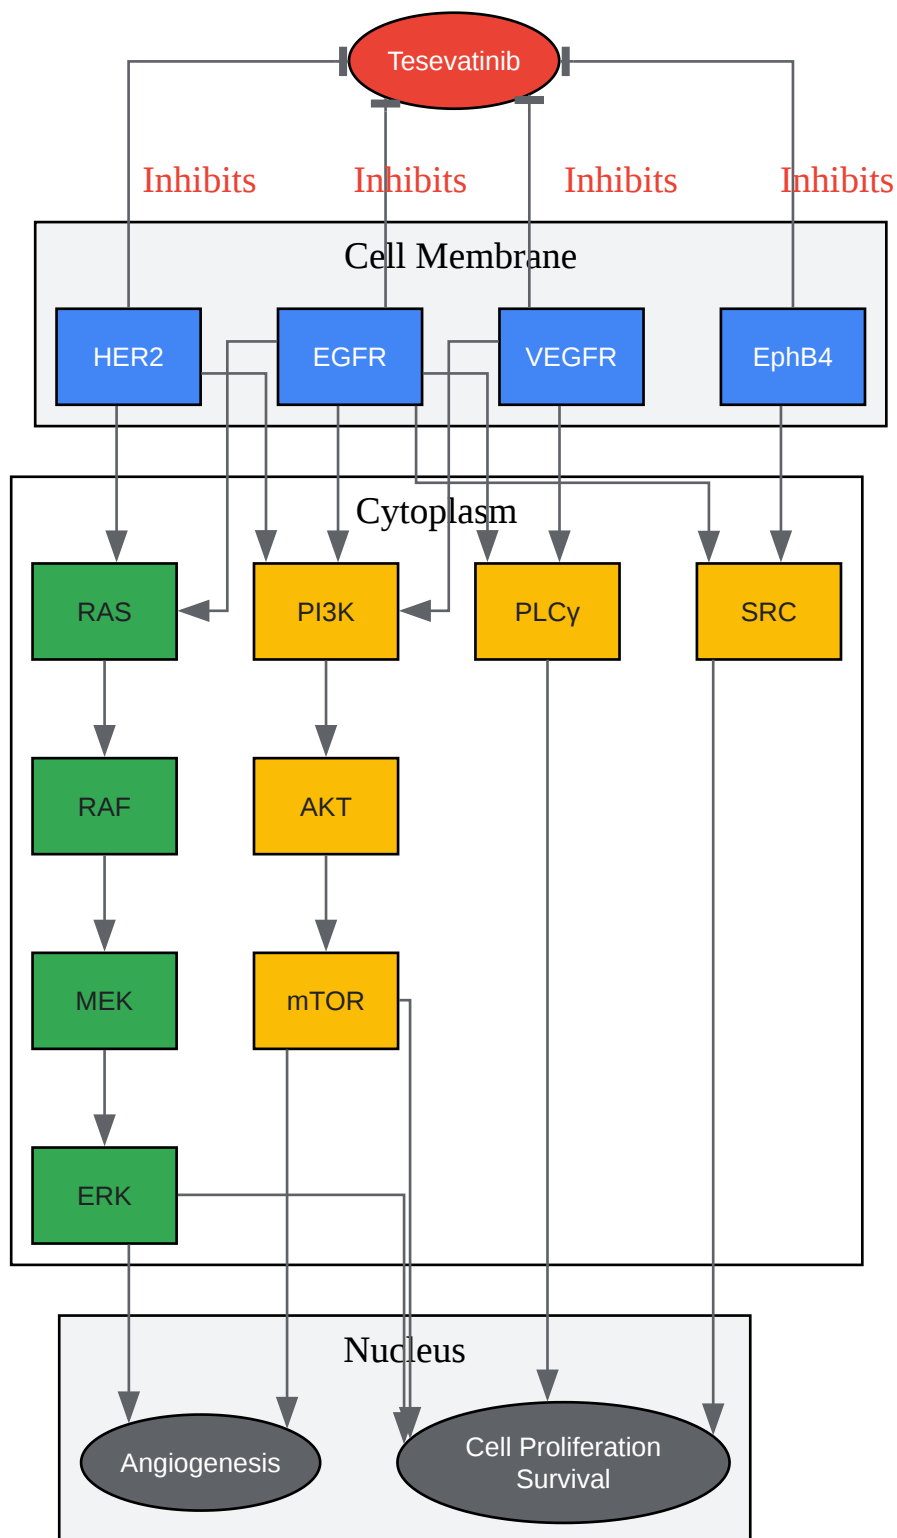 Tesevatinib
Inhibits
Inhibits
Inhibits
Inhibits
Cell Membrane
HER2
EGFR
VEGFR
EphB4
Cytoplasm
RAS
PI3K
PLCγ
SRC
RAF
AKT
MEK
mTOR
ERK
Nucleus
Angiogenesis
Cell Proliferation
Survival